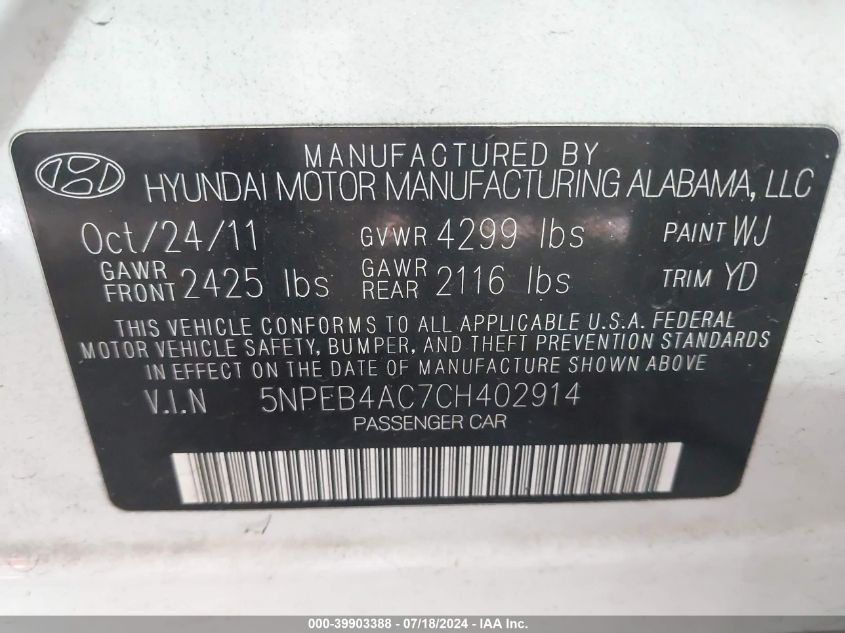 MANUFACTURED BY
HYUNDAI MOTOR MANUFACTURING ALABAMA, LLC
Oct/24/11 GVWR 4299 lbs PAINT WJ
GAWR FRONT 2425 lbs GAWR REAR 2116 lbs TRIM YD
THIS VEHICLE CONFORMS TO ALL APPLICABLE U.S.A. FEDERAL
MOTOR VEHICLE SAFETY, BUMPER, AND THEFT PREVENTION STANDARDS
IN EFFECT ON THE DATE OF MANUFACTURE SHOWN ABOVE.
V.I.N 5NPEB4AC7CH402914
PASSENGER CAR
000-39903388 - 07/18/2024 - IAA Inc.